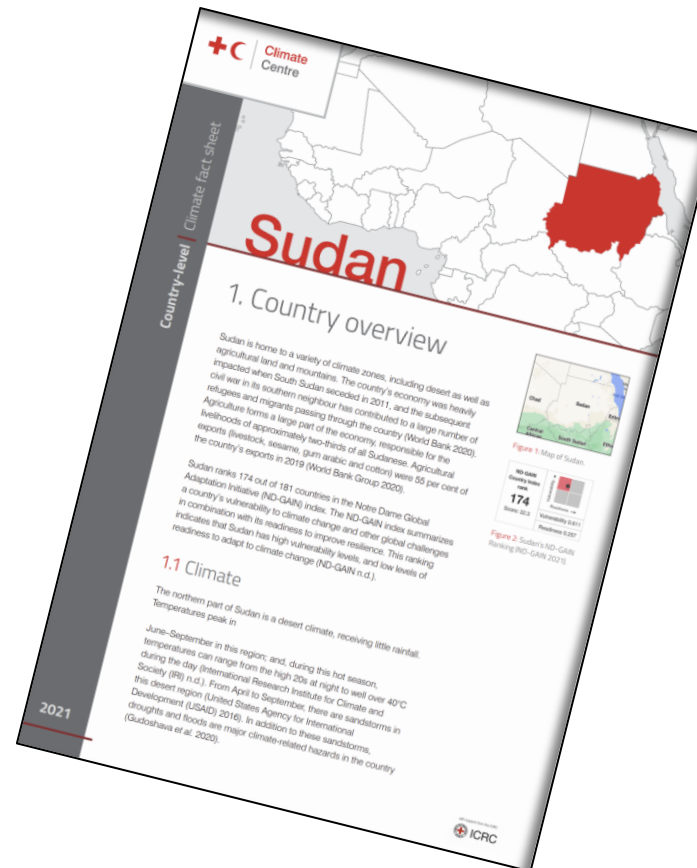 Climate
Centre
Country-level | Climate fact sheet
Sudan
1. Country overview
Sudan is home to a variety of climate zones, including desert as well as
agricultural land and mountains. The country's economy was heavily
impacted when South Sudan seceded in 2011, and the subsequent
civil war in its southern neighbour has contributed to a large number of
refugees and migrants passing through the country (World Bank 2020).
Agriculture forms a large part of the economy, responsible for the
livelihoods of approximately two-thirds of all Sudanese. Agricultural
exports (livestock, sesame, gum arabic and cotton) were 55 per cent of
the country's exports in 2019 (World Bank Group 2020).
Sudan ranks 174 out of 181 countries in the Notre Dame Global
Adaptation Initiative (ND-GAIN) index. The ND-GAIN index summarizes
a country's vulnerability to climate change and other global challenges
in combination with its readiness to improve resilience. This ranking
indicates that Sudan has high vulnerability levels, and low levels of
readiness to adapt to climate change (ND-GAIN n.d.).
1.1 Climate
The northern part of Sudan is a desert climate, receiving little rainfall.
Temperatures peak in
June–September in this region; and, during this hot season,
temperatures can range from the high 20s at night to well over 40°C
during the day (International Research Institute for Climate and
Society (IRI) n.d.). From April to September, there are sandstorms in
this desert region (United States Agency for International
Development (USAID) 2016). In addition to these sandstorms,
droughts and floods are major climate-related hazards in the country
(Gudoshava et al. 2020).
Chad
Sudan
Central
South Sudan
Figure 1: Map of Sudan.
ND-GAIN
Country Index
rank
174
Vulnerability
Readiness
Figure 2: Sudan's ND-GAIN
Ranking (ND-GAIN 2021)
2021
ICRC